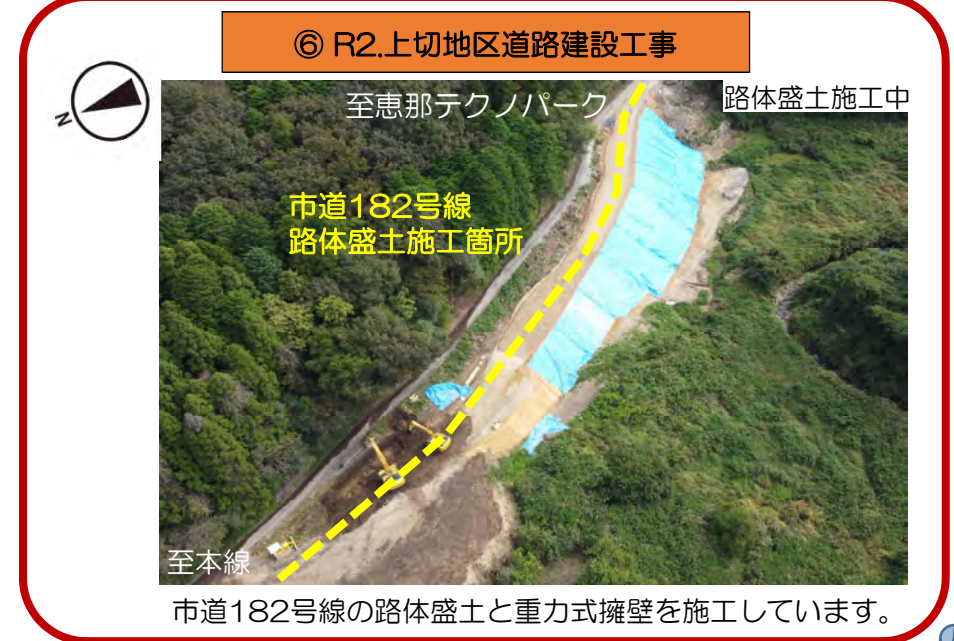 ⑥ R2.上切地区道路建設工事
N
至恵那テクノパーク
路体盛土施工中
市道182号線
路体盛土施工箇所
至本線
市道182号線の路体盛土と重力式擁壁を施工しています。